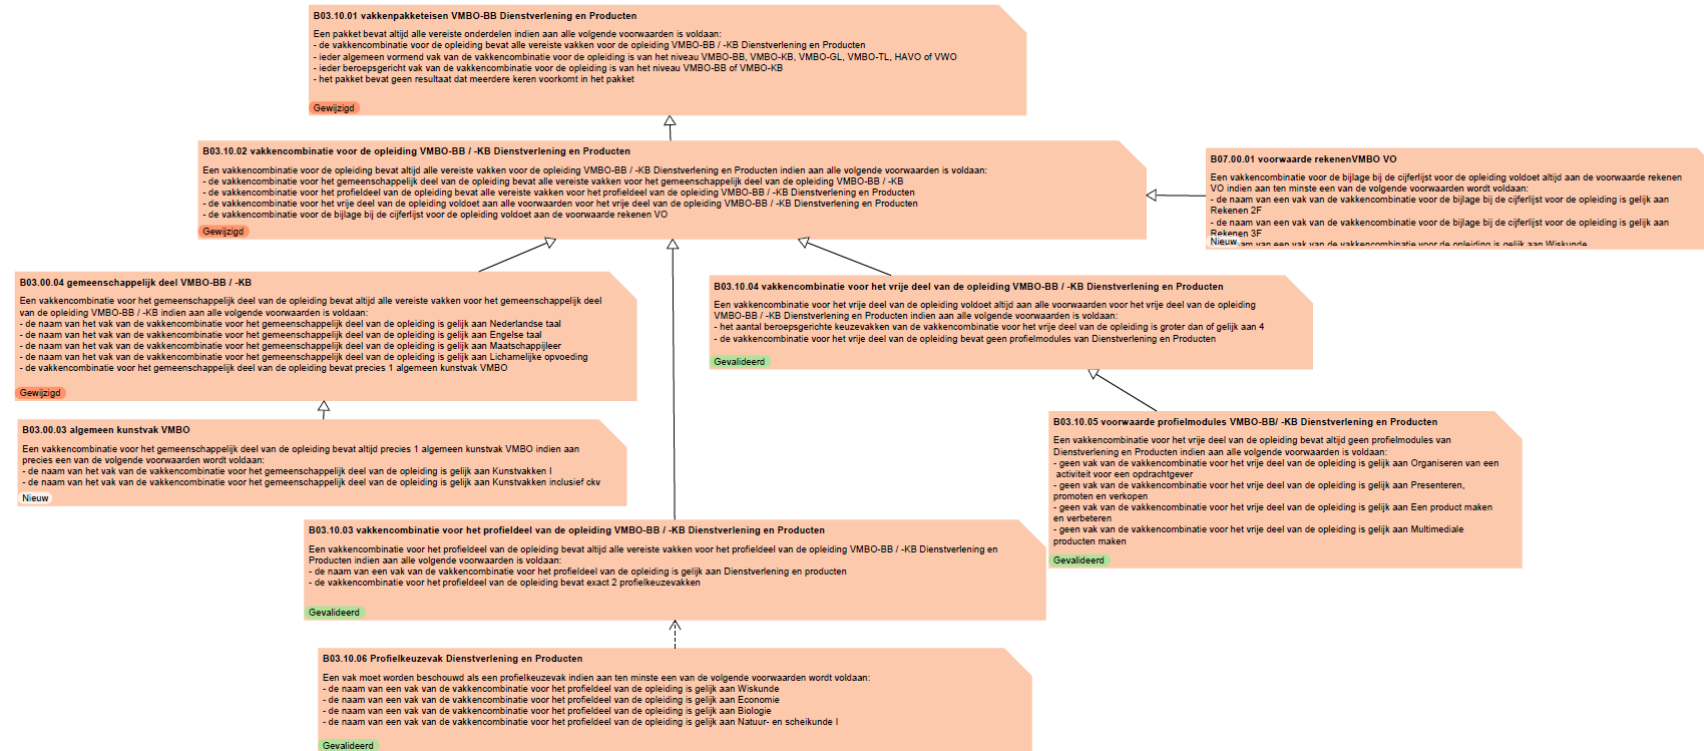 B03.10.01 vakkenpakketeisen VMBO-BB Dienstverlening en Producten
Een pakket bevat altijd alle vereiste onderdelen indien aan alle volgende voorwaarden is voldaan:
- de vakkencombinatie voor de opleiding bevat alle vereiste vakken voor de opleiding VMBO-BB / -KB Dienstverlening en Producten
- ieder algemeen vormend vak van de vakkencombinatie voor de opleiding is van het niveau VMBO-BB, VMBO-KB, VMBO-GL, VMBO-TL, HAVO of VWO
- ieder beroepsgericht vak van de vakkencombinatie voor de opleiding is van het niveau VMBO-BB of VMBO-KB
- het pakket bevat geen resultaat dat meerdere keren voorkomt in het pakket
Gewijzigd
B03.10.02 vakkencombinatie voor de opleiding VMBO-BB / -KB Dienstverlening en Producten
Een vakkencombinatie voor de opleiding bevat altijd alle vereiste vakken voor de opleiding VMBO-BB / -KB Dienstverlening en Producten indien aan alle volgende voorwaarden is voldaan:
- de vakkencombinatie voor het gemeenschappelijk deel van de opleiding bevat alle vereiste vakken voor het gemeenschappelijk deel van de opleiding VMBO-BB / -KB
- de vakkencombinatie voor het profieldeel van de opleiding bevat alle vereiste vakken voor het profieldeel van de opleiding VMBO-BB / -KB Dienstverlening en Producten
- de vakkencombinatie voor het vrije deel van de opleiding voldoet aan alle voorwaarden voor het vrije deel van de opleiding VMBO-BB / -KB Dienstverlening en Producten
- de vakkencombinatie voor de bijlage bij de cijferlijst voor de opleiding voldoet aan de voorwaarde rekenen VO
Gewijzigd
B07.00.01 voorwaarde rekenenVMBO VO
Een vakkencombinatie voor de bijlage bij de cijferlijst voor de opleiding voldoet altijd aan de voorwaarde rekenen
VO indien aan ten minste een van de volgende voorwaarden wordt voldaan:
- de naam van een vak van de vakkencombinatie voor de bijlage bij de cijferlijst voor de opleiding is gelijk aan
Rekenen 2F
- de naam van een vak van de vakkencombinatie voor de bijlage bij de cijferlijst voor de opleiding is gelijk aan
Rekenen 3F
Nieuw
van een vak van de vakkencombinatie voor de opleiding is gelijk aan Wiskunde
B03.00.04 gemeenschappelijk deel VMBO-BB / -KB
Een vakkencombinatie voor het gemeenschappelijk deel van de opleiding bevat altijd alle vereiste vakken voor het gemeenschappelijk deel
van de opleiding VMBO-BB / -KB indien aan alle volgende voorwaarden is voldaan:
- de naam van het vak van de vakkencombinatie voor het gemeenschappelijk deel van de opleiding is gelijk aan Nederlandse taal
- de naam van het vak van de vakkencombinatie voor het gemeenschappelijk deel van de opleiding is gelijk aan Engelse taal
- de naam van het vak van de vakkencombinatie voor het gemeenschappelijk deel van de opleiding is gelijk aan Maatschappijleer
- de naam van het vak van de vakkencombinatie voor het gemeenschappelijk deel van de opleiding is gelijk aan Lichamelijke opvoeding
- de vakkencombinatie voor het gemeenschappelijk deel van de opleiding bevat precies 1 algemeen kunstvak VMBO
Gewijzigd
B03.10.04 vakkencombinatie voor het vrije deel van de opleiding VMBO-BB / -KB Dienstverlening en Producten
Een vakkencombinatie voor het vrije deel van de opleiding voldoet altijd aan alle voorwaarden voor het vrije deel van de opleiding
VMBO-BB / -KB Dienstverlening en Producten indien aan alle volgende voorwaarden is voldaan:
- het aantal beroepsgerichte keuzevakken van de vakkencombinatie voor het vrije deel van de opleiding is groter dan of gelijk aan 4
- de vakkencombinatie voor het vrije deel van de opleiding bevat geen profielmodules van Dienstverlening en Producten
Gevalideerd
B03.00.03 algemeen kunstvak VMBO
Een vakkencombinatie voor het gemeenschappelijk deel van de opleiding bevat altijd precies 1 algemeen kunstvak VMBO indien aan
precies een van de volgende voorwaarden wordt voldaan:
- de naam van het vak van de vakkencombinatie voor het gemeenschappelijk deel van de opleiding is gelijk aan Kunstvakken I
- de naam van het vak van de vakkencombinatie voor het gemeenschappelijk deel van de opleiding is gelijk aan Kunstvakken inclusief ckv
Nieuw
B03.10.05 voorwaarde profielmodules VMBO-BB/ -KB Dienstverlening en Producten
Een vakkencombinatie voor het vrije deel van de opleiding bevat altijd geen profielmodules van
Dienstverlening en Producten indien aan alle volgende voorwaarden is voldaan:
- geen vak van de vakkencombinatie voor het vrije deel van de opleiding is gelijk aan Organiseren van een
activiteit voor een opdrachtgever
- geen vak van de vakkencombinatie voor het vrije deel van de opleiding is gelijk aan Presenteren,
promoten en verkopen
- geen vak van de vakkencombinatie voor het vrije deel van de opleiding is gelijk aan Een product maken
en verbeteren
- geen vak van de vakkencombinatie voor het vrije deel van de opleiding is gelijk aan Multimediale
producten maken
Gevalideerd
B03.10.03 vakkencombinatie voor het profieldeel van de opleiding VMBO-BB / -KB Dienstverlening en Producten
Een vakkencombinatie voor het profieldeel van de opleiding bevat altijd alle vereiste vakken voor het profieldeel van de opleiding VMBO-BB / -KB Dienstverlening en
Producten indien aan alle volgende voorwaarden is voldaan:
- de naam van een vak van de vakkencombinatie voor het profieldeel van de opleiding is gelijk aan Dienstverlening en producten
- de vakkencombinatie voor het profieldeel van de opleiding bevat exact 2 profielkeuzevakken
Gevalideerd
B03.10.06 Profielkeuzevak Dienstverlening en Producten
Een vak moet worden beschouwd als een profielkeuzevak indien aan ten minste een van de volgende voorwaarden wordt voldaan:
- de naam van een vak van de vakkencombinatie voor het profieldeel van de opleiding is gelijk aan Wiskunde
- de naam van een vak van de vakkencombinatie voor het profieldeel van de opleiding is gelijk aan Economie
- de naam van een vak van de vakkencombinatie voor het profieldeel van de opleiding is gelijk aan Biologie
- de naam van een vak van de vakkencombinatie voor het profieldeel van de opleiding is gelijk aan Natuur- en scheikunde I
Gevalideerd